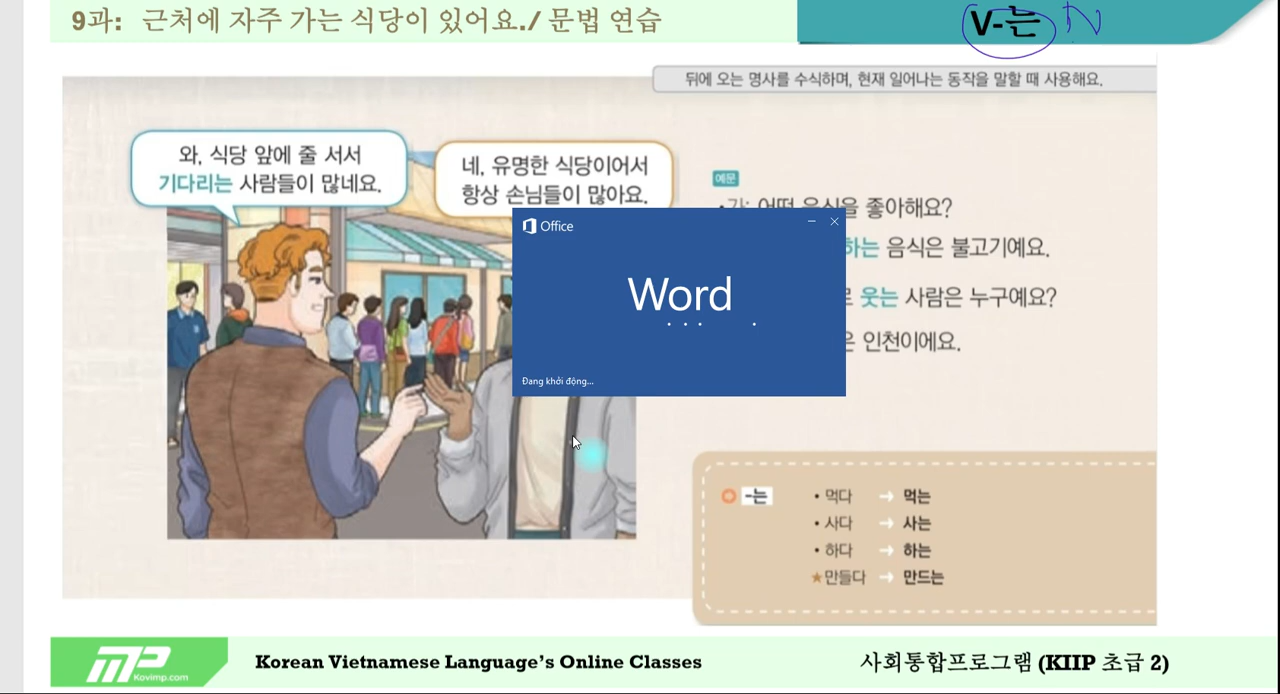 9과: 근처에 자주 가는 식당이 있어요./ 문법 연습
V-는 N
뒤에 오는 명사를 수식하며, 현재 일어나는 동작을 말할 때 사용해요.
와, 식당 앞에 줄 서서
기다리는 사람들이 많네요.
네, 유명한 식당이어서
항상 손님들이 많아요.
예문
• 가: 어떤 음식을 좋아해요?
하는 음식은 불고기예요.
로 웃는 사람은 누구예요?
은 인천이에요.
Office
Word
Đang khởi động...
-는
• 먹다 → 먹는
• 사다 → 사는
• 하다 → 하는
★만들다 → 만드는
MP
Kovimp.com
Korean Vietnamese Language's Online Classes
사회통합프로그램 (KIIP 초급 2)